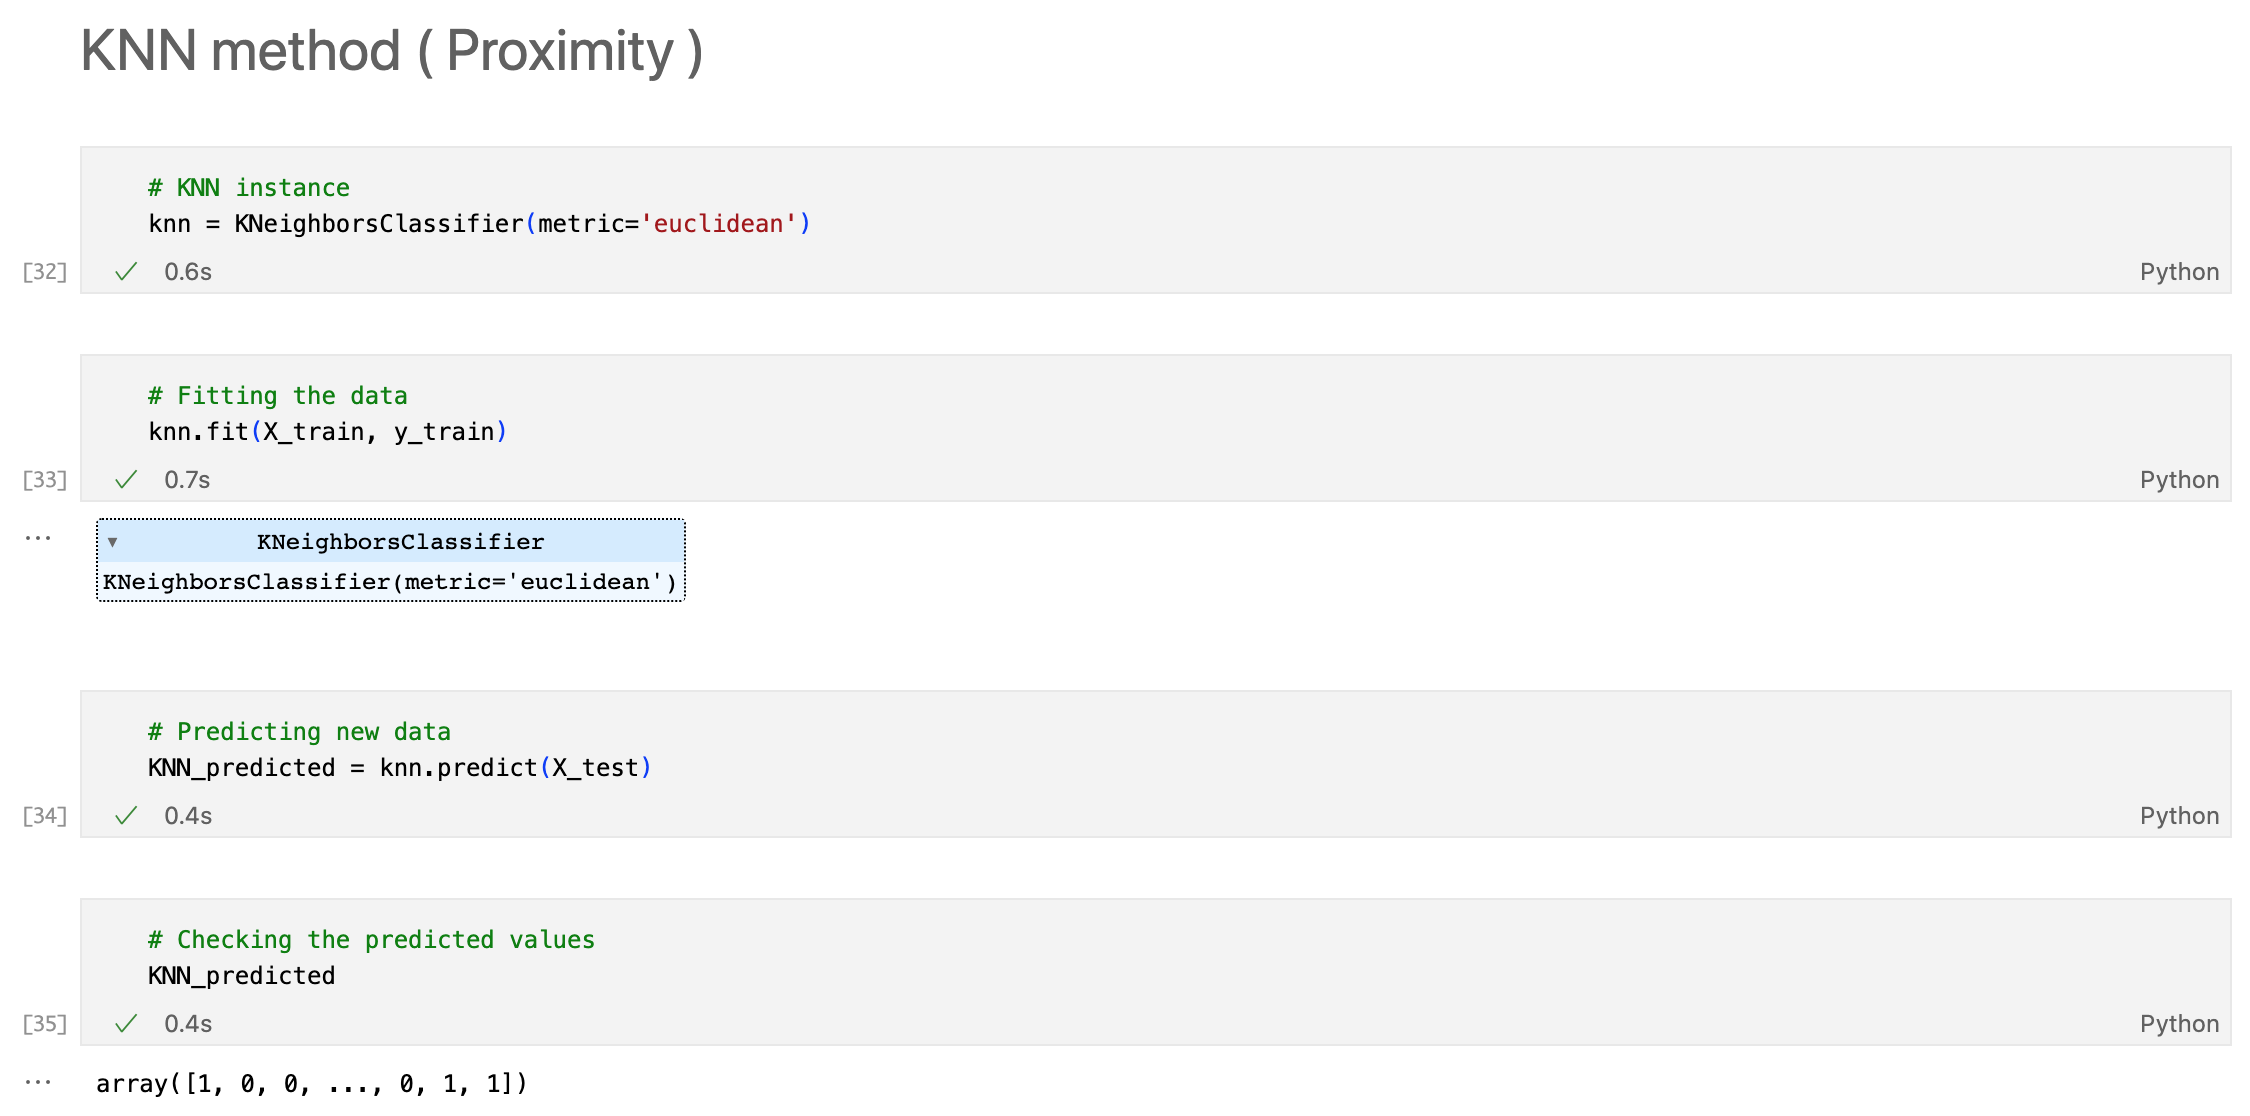 KNN method ( Proximity )
# KNN instance
knn = KNeighborsClassifier(metric='euclidean')
[32] 0.6s Python
# Fitting the data
knn.fit(X_train, y_train)
[33] 0.7s Python
... KNeighborsClassifier
KNeighborsClassifier(metric='euclidean')
# Predicting new data
KNN_predicted = knn.predict(X_test)
[34] 0.4s Python
# Checking the predicted values
KNN_predicted
[35] 0.4s Python
... array([1, 0, 0, ..., 0, 1, 1])